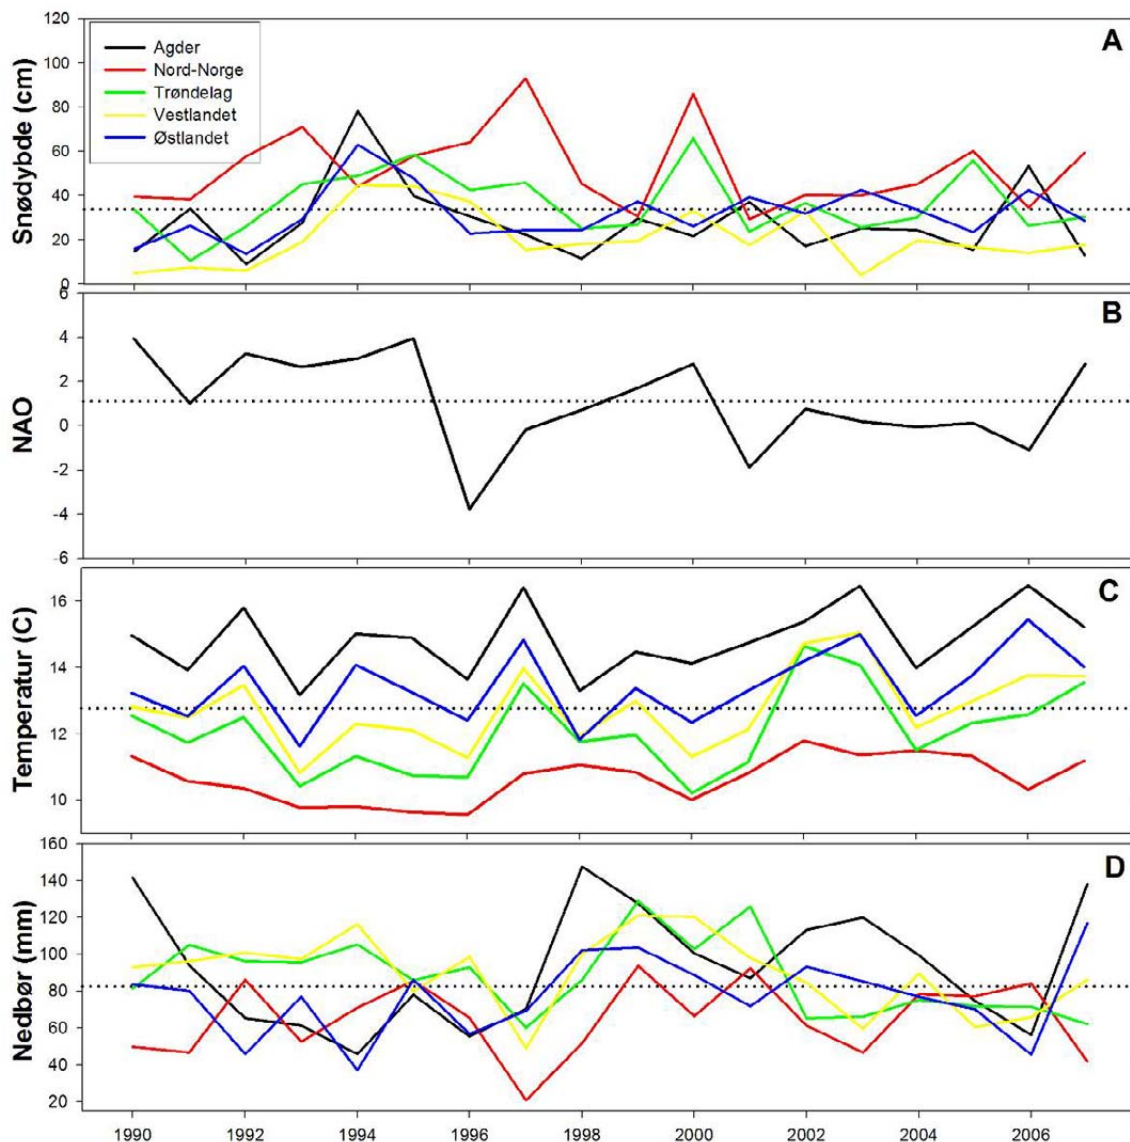 Snødybde (cm)
120
100
80
60
40
20
0
A
Agder
Nord-Norge
Trøndelag
Vestlandet
Østlandet
NAO
6
4
2
0
-2
-4
-6
B
Temperatur (C)
16
14
12
10
C
Nedbør (mm)
160
140
120
100
80
60
40
20
D
1990 1992 1994 1996 1998 2000 2002 2004 2006